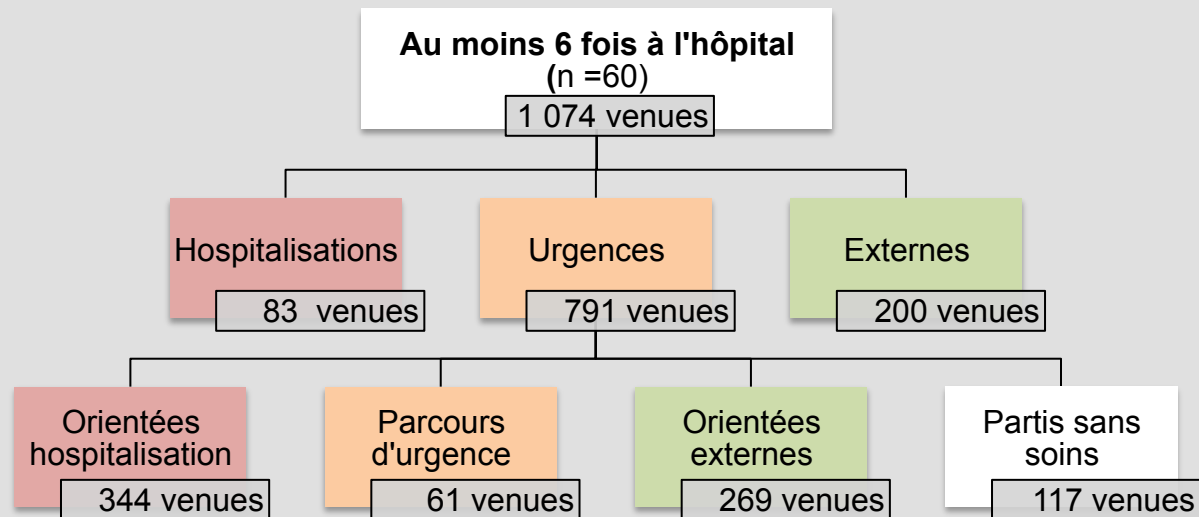 Au moins 6 fois à l'hôpital
(n =60)
1 074 venues
Hospitalisations
83 venues
Urgences
791 venues
Externes
200 venues
Orientées
hospitalisation
344 venues
Parcours
d'urgence
61 venues
Orientées
externes
269 venues
Partis sans
soins
117 venues